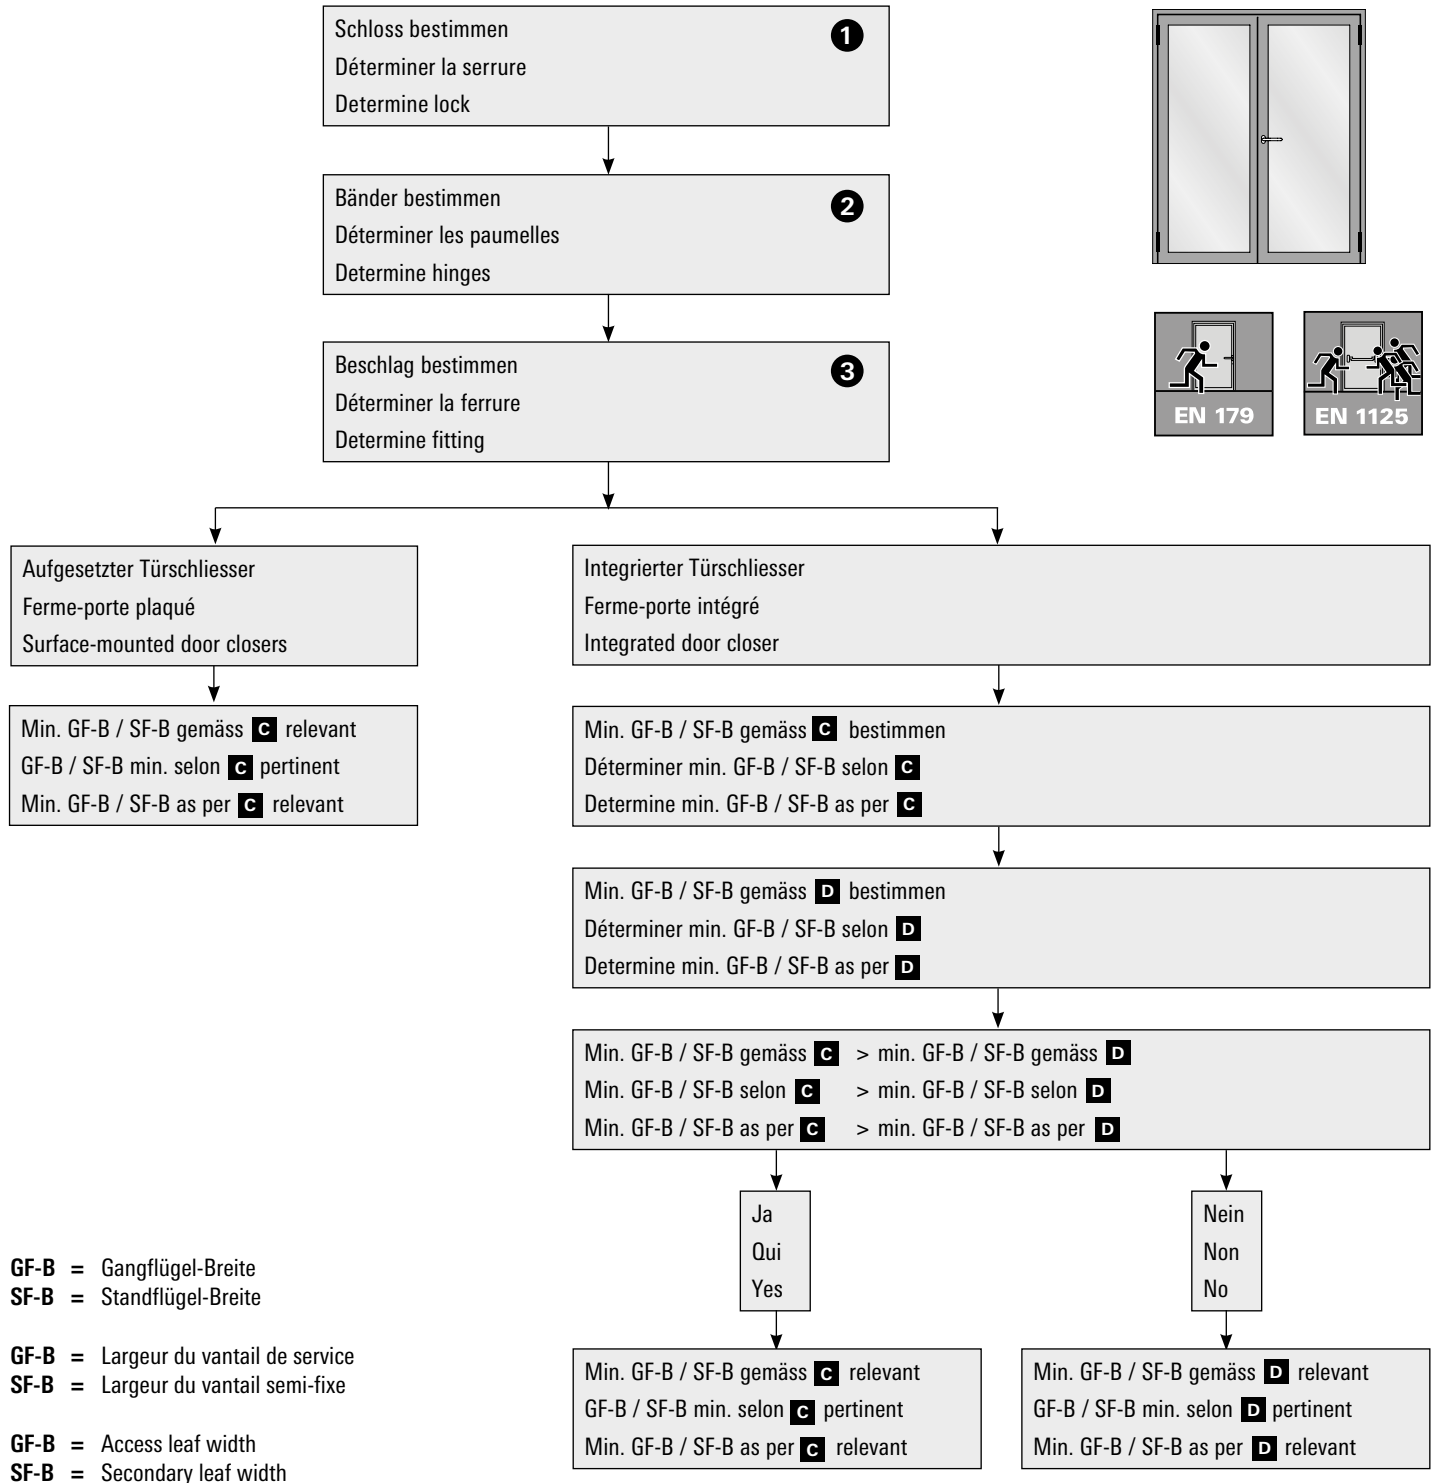 Schloss bestimmen
1
Déterminer la serrure
Determine lock
Bänder bestimmen
2
Déterminer les paumelles
Determine hinges
Beschlag bestimmen
3
Déterminer la ferrure
Determine fitting
EN 179
EN 1125
Aufgesetzter Türschliesser
Ferme-porte plaqué
Surface-mounted door closers
Integrierter Türschliesser
Ferme-porte intégré
Integrated door closer
Min. GF-B / SF-B gemäss C relevant
GF-B / SF-B min. selon C pertinent
Min. GF-B / SF-B as per C relevant
Min. GF-B / SF-B gemäss C bestimmen
Déterminer min. GF-B / SF-B selon C
Determine min. GF-B / SF-B as per C
Min. GF-B / SF-B gemäss D bestimmen
Déterminer min. GF-B / SF-B selon D
Determine min. GF-B / SF-B as per D
Min. GF-B / SF-B gemäss C > min. GF-B / SF-B gemäss D
Min. GF-B / SF-B selon C > min. GF-B / SF-B selon D
Min. GF-B / SF-B as per C > min. GF-B / SF-B as per D
Ja
Qui
Yes
Nein
Non
No
Min. GF-B / SF-B gemäss C relevant
GF-B / SF-B min. selon C pertinent
Min. GF-B / SF-B as per C relevant
Min. GF-B / SF-B gemäss D relevant
GF-B / SF-B min. selon D pertinent
Min. GF-B / SF-B as per D relevant
GF-B = Gangflügel-Breite
SF-B = Standflügel-Breite
GF-B = Largeur du vantail de service
SF-B = Largeur du vantail semi-fixe
GF-B = Access leaf width
SF-B = Secondary leaf width